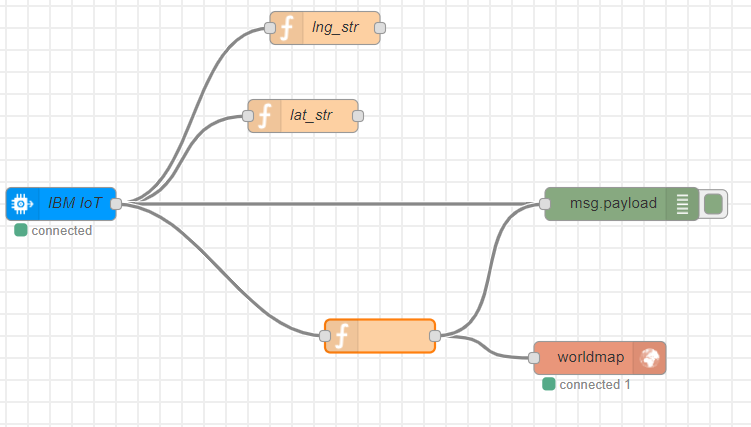 lng_str
lat_str
IBM IoT
connected
msg.payload
worldmap
connected 1